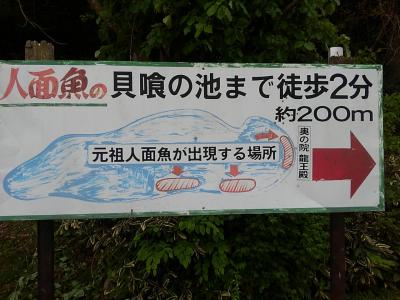 人面魚の貝喰の池まで徒歩2分
約200m
元祖人面魚が出現する場所
奥の院 龍王殿